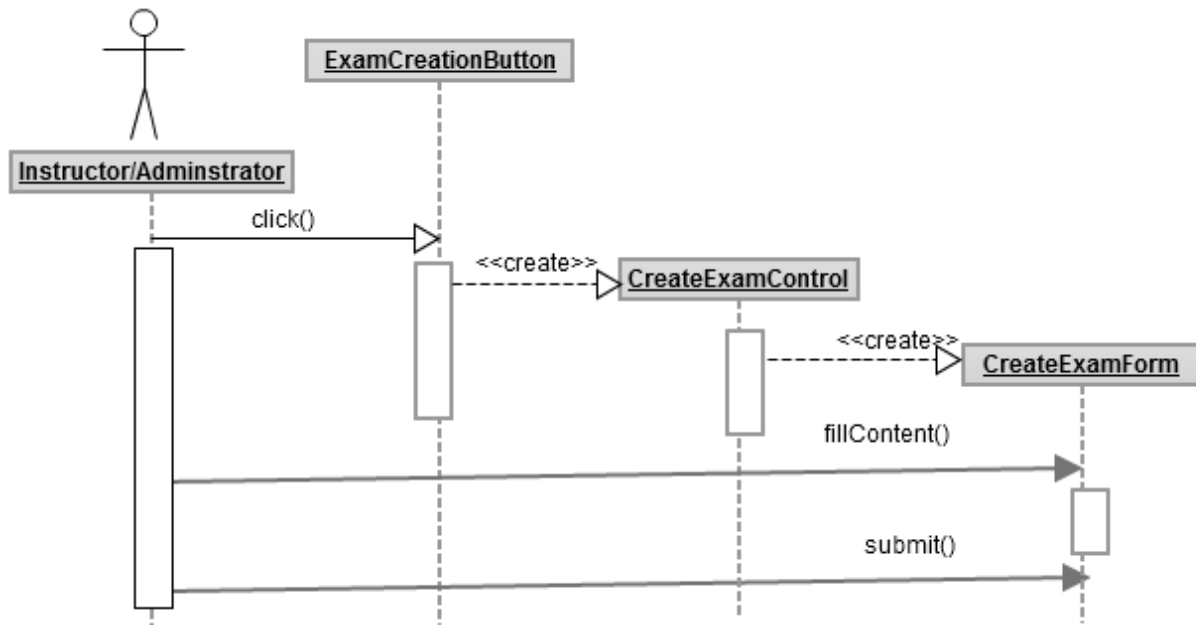 ExamCreationButton
Instructor/Adminstrator
click()
<<create>>
CreateExamControl
<<create>>
CreateExamForm
fillContent()
submit()